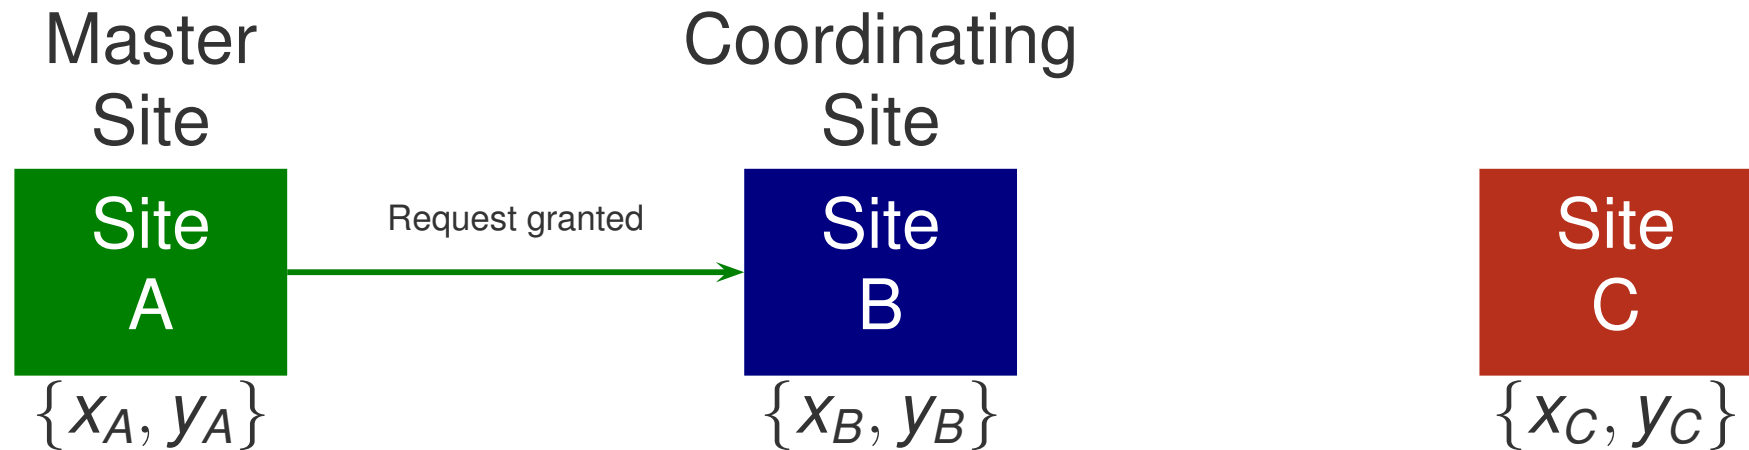 Master
Site
Coordinating
Site
Site
A
Request granted
Site
B
Site
C
{x_A, y_A}
{x_B, y_B}
{x_C, y_C}